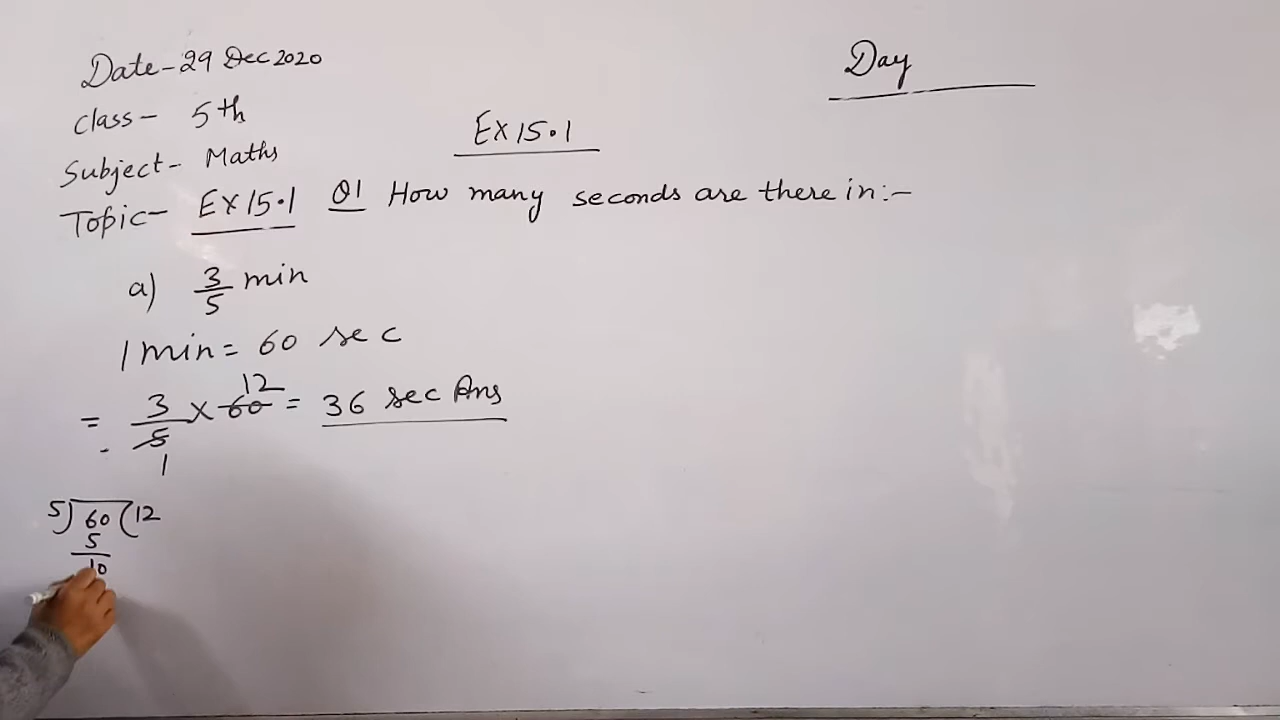 Date-29 Dec 2020
Day
Class- 5th
Ex 15.1
Subject- Maths
Topic- Ex 15.1 Q1 How many seconds are there in:-
a) 3/5 min
1 min = 60 sec
12
= 3/5 x 60 = 36 sec Ans
1
5) 60 (12
5
10